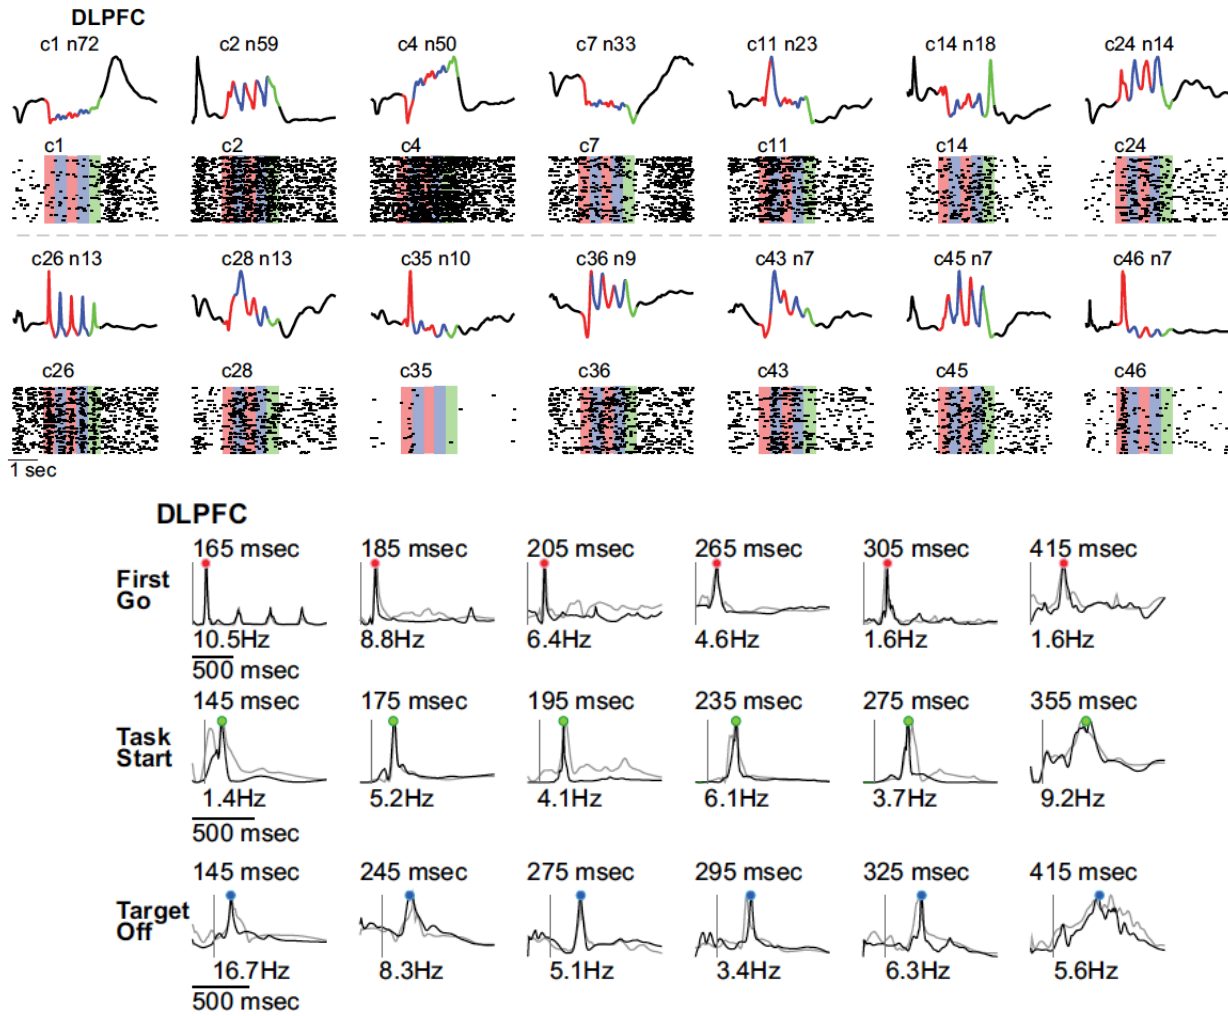 DLPFC
c1 n72 c2 n59 c4 n50 c7 n33 c11 n23 c14 n18 c24 n14
c1 c2 c4 c7 c11 c14 c24
c26 n13 c28 n13 c35 n10 c36 n9 c43 n7 c45 n7 c46 n7
c26 c28 c35 c36 c43 c45 c46
1 sec
DLPFC
165 msec 185 msec 205 msec 265 msec 305 msec 415 msec
First
Go
10.5Hz 8.8Hz 6.4Hz 4.6Hz 1.6Hz 1.6Hz
500 msec
145 msec 175 msec 195 msec 235 msec 275 msec 355 msec
Task
Start
1.4Hz 5.2Hz 4.1Hz 6.1Hz 3.7Hz 9.2Hz
500 msec
145 msec 245 msec 275 msec 295 msec 325 msec 415 msec
Target
Off
16.7Hz 8.3Hz 5.1Hz 3.4Hz 6.3Hz 5.6Hz
500 msec